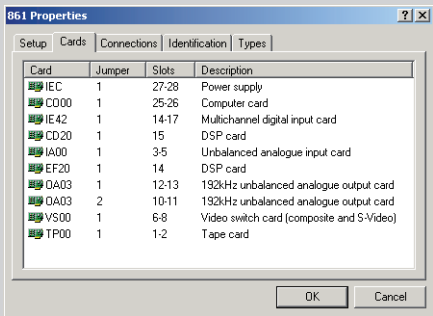 861 Properties
Setup Cards Connections Identification Types
Card Jumper Slots Description
IEC 1 27-28 Power supply
CO00 1 25-26 Computer card
IE42 1 14-17 Multichannel digital input card
CD20 1 15 DSP card
IA00 1 3-5 Unbalanced analogue input card
EF20 1 14 DSP card
OA03 1 12-13 192kHz unbalanced analogue output card
OA03 2 10-11 192kHz unbalanced analogue output card
VS00 1 6-8 Video switch card (composite and S-Video)
TP00 1 1-2 Tape card
OK Cancel